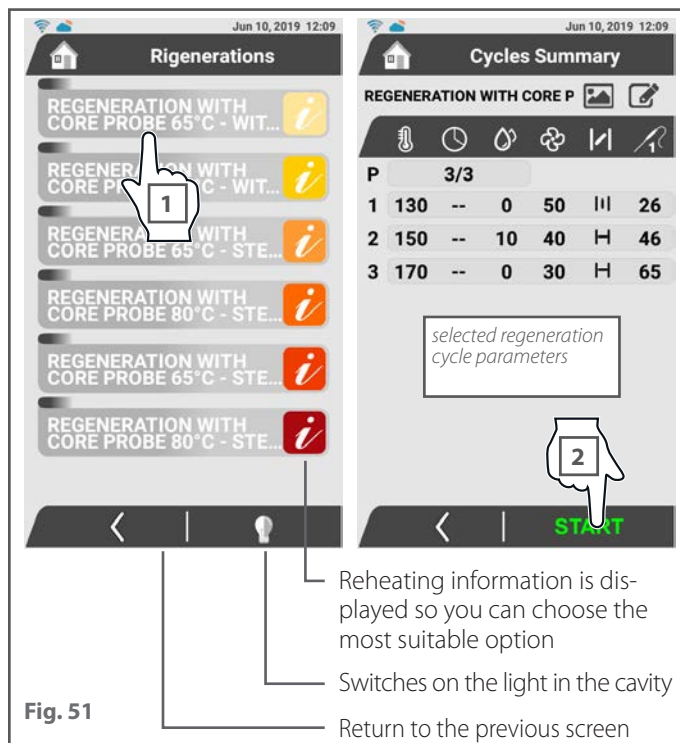 Jun 10, 2019 12:09
Rigenerations
REGENERATION WITH
CORE PROBE 65°C - WIT...
i
REGENERATION WITH
CORE P °C - WIT...
i
1
REGENERA WITH
CORE PROBE 65°C - STE...
i
REGENERATION WITH
CORE PROBE 80°C - STE...
i
REGENERATION WITH
CORE PROBE 65°C - STE...
i
REGENERATION WITH
CORE PROBE 80°C - STE...
i
Jun 10, 2019 12:09
Cycles Summary
REGENERATION WITH CORE P
1
P 3/3
1 130 -- 0 50 26
2 150 -- 10 40 46
3 170 -- 0 30 65
selected regeneration
cycle parameters
2
START
Reheating information is dis-
played so you can choose the
most suitable option
Switches on the light in the cavity
Return to the previous screen
Fig. 51